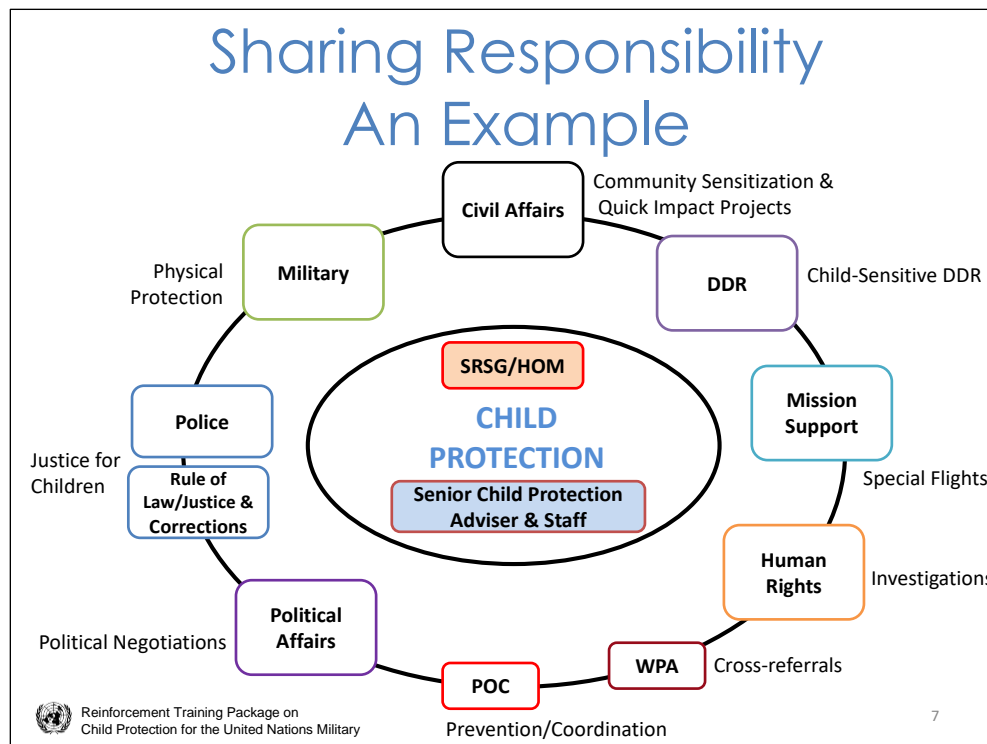 Sharing Responsibility
An Example
Civil Affairs
Community Sensitization &
Quick Impact Projects
Military
Physical
Protection
DDR
Child-Sensitive DDR
SRSG/HOM
CHILD
PROTECTION
Senior Child Protection
Adviser & Staff
Mission
Support
Special Flights
Police
Justice for
Children
Rule of
Law/Justice &
Corrections
Human
Rights
Investigations
Political
Affairs
Political Negotiations
WPA
Cross-referrals
POC
Prevention/Coordination
Reinforcement Training Package on
Child Protection for the United Nations Military
7